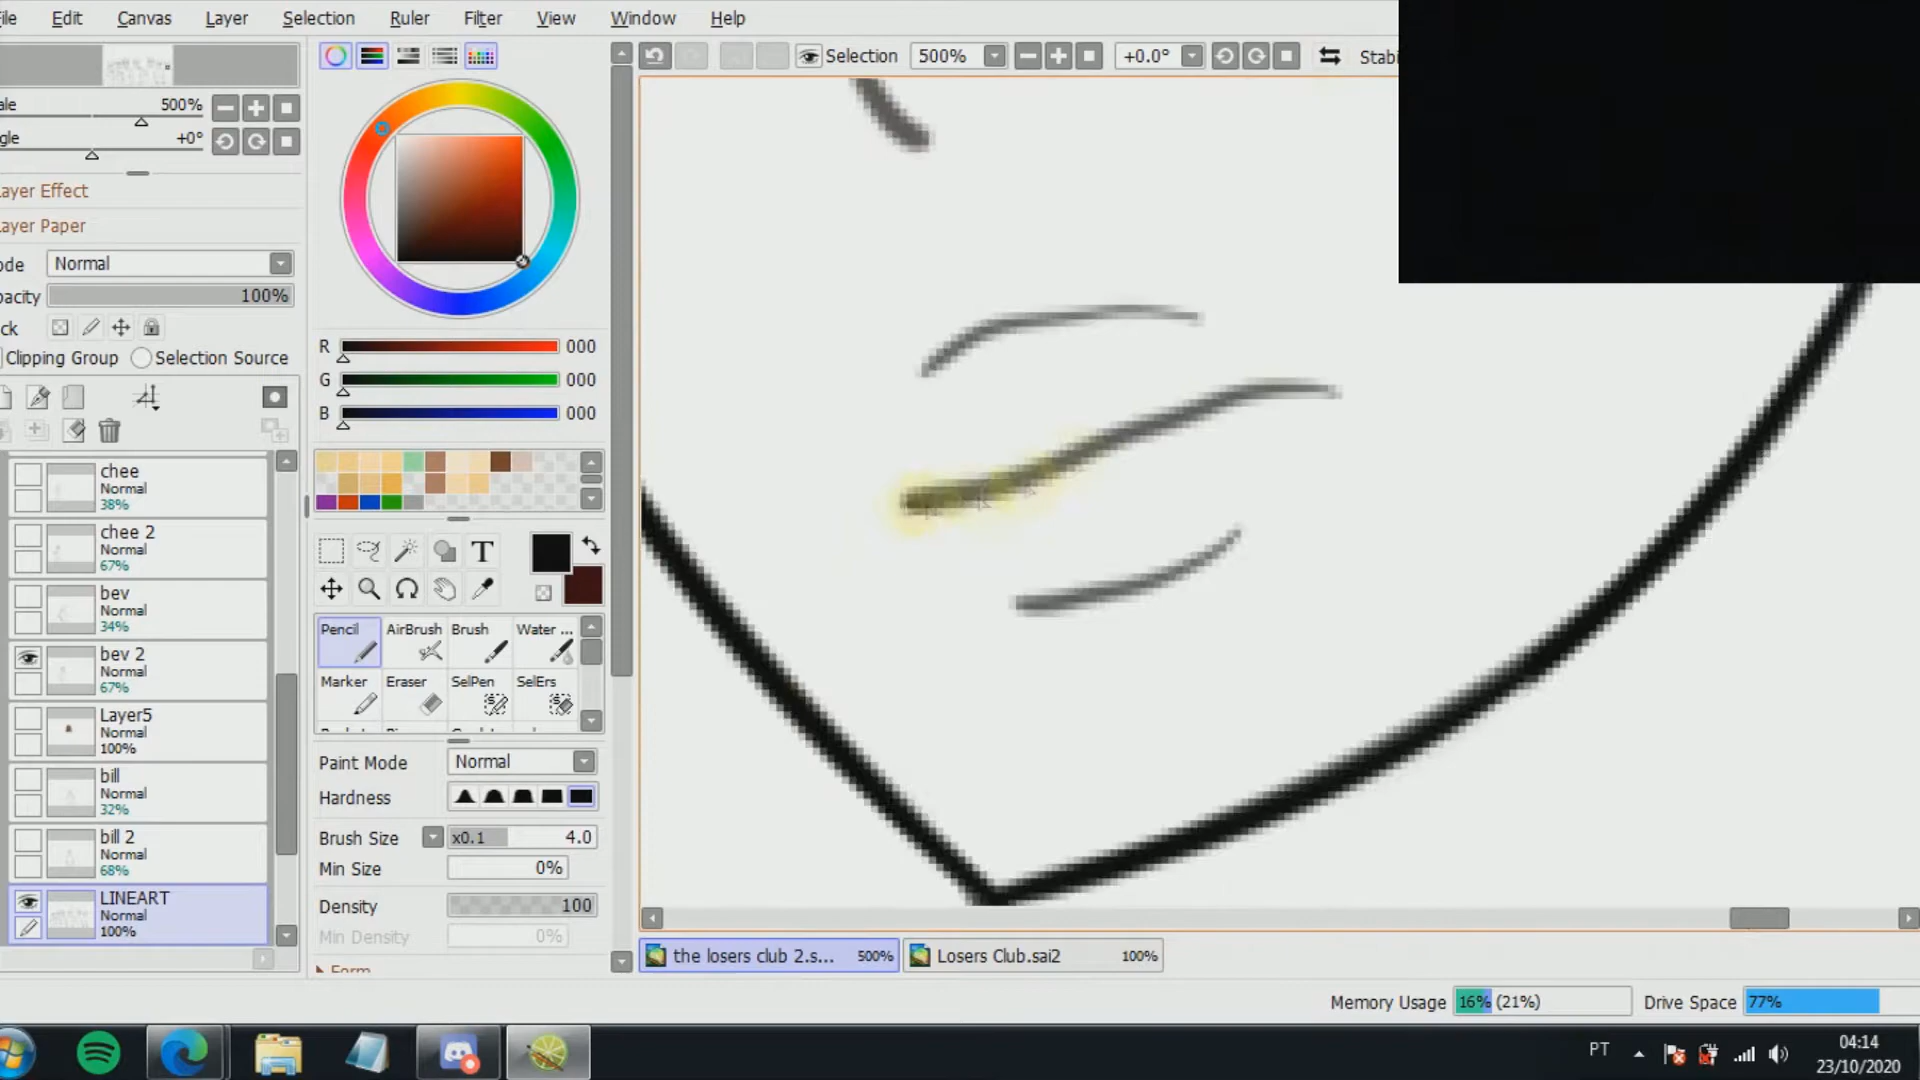 ile Edit Canvas Layer Selection Ruler Filter View Window Help
Selection 500% +0.0° Stabi
ale 500%
gle +0°
ayer Effect
ayer Paper
ode Normal
pacity 100%
ck
Clipping Group Selection Source
R 000
G 000
B 000
chee
Normal
38%
chee 2
Normal
67%
bev
Normal
34%
bev 2
Normal
67%
Layer5
Normal
100%
bill
Normal
32%
bill 2
Normal
68%
LINEART
Normal
100%
T
Pencil AirBrush Brush Water ...
Marker Eraser SelPen SelErs
Paint Mode Normal
Hardness
Brush Size x0.1 4.0
Min Size 0%
Density 100
Min Density 0%
Form
the losers club 2.s... 500% Losers Club.sai2 100%
Memory Usage 16% (21%) Drive Space 77%
PT 04:14
23/10/2020